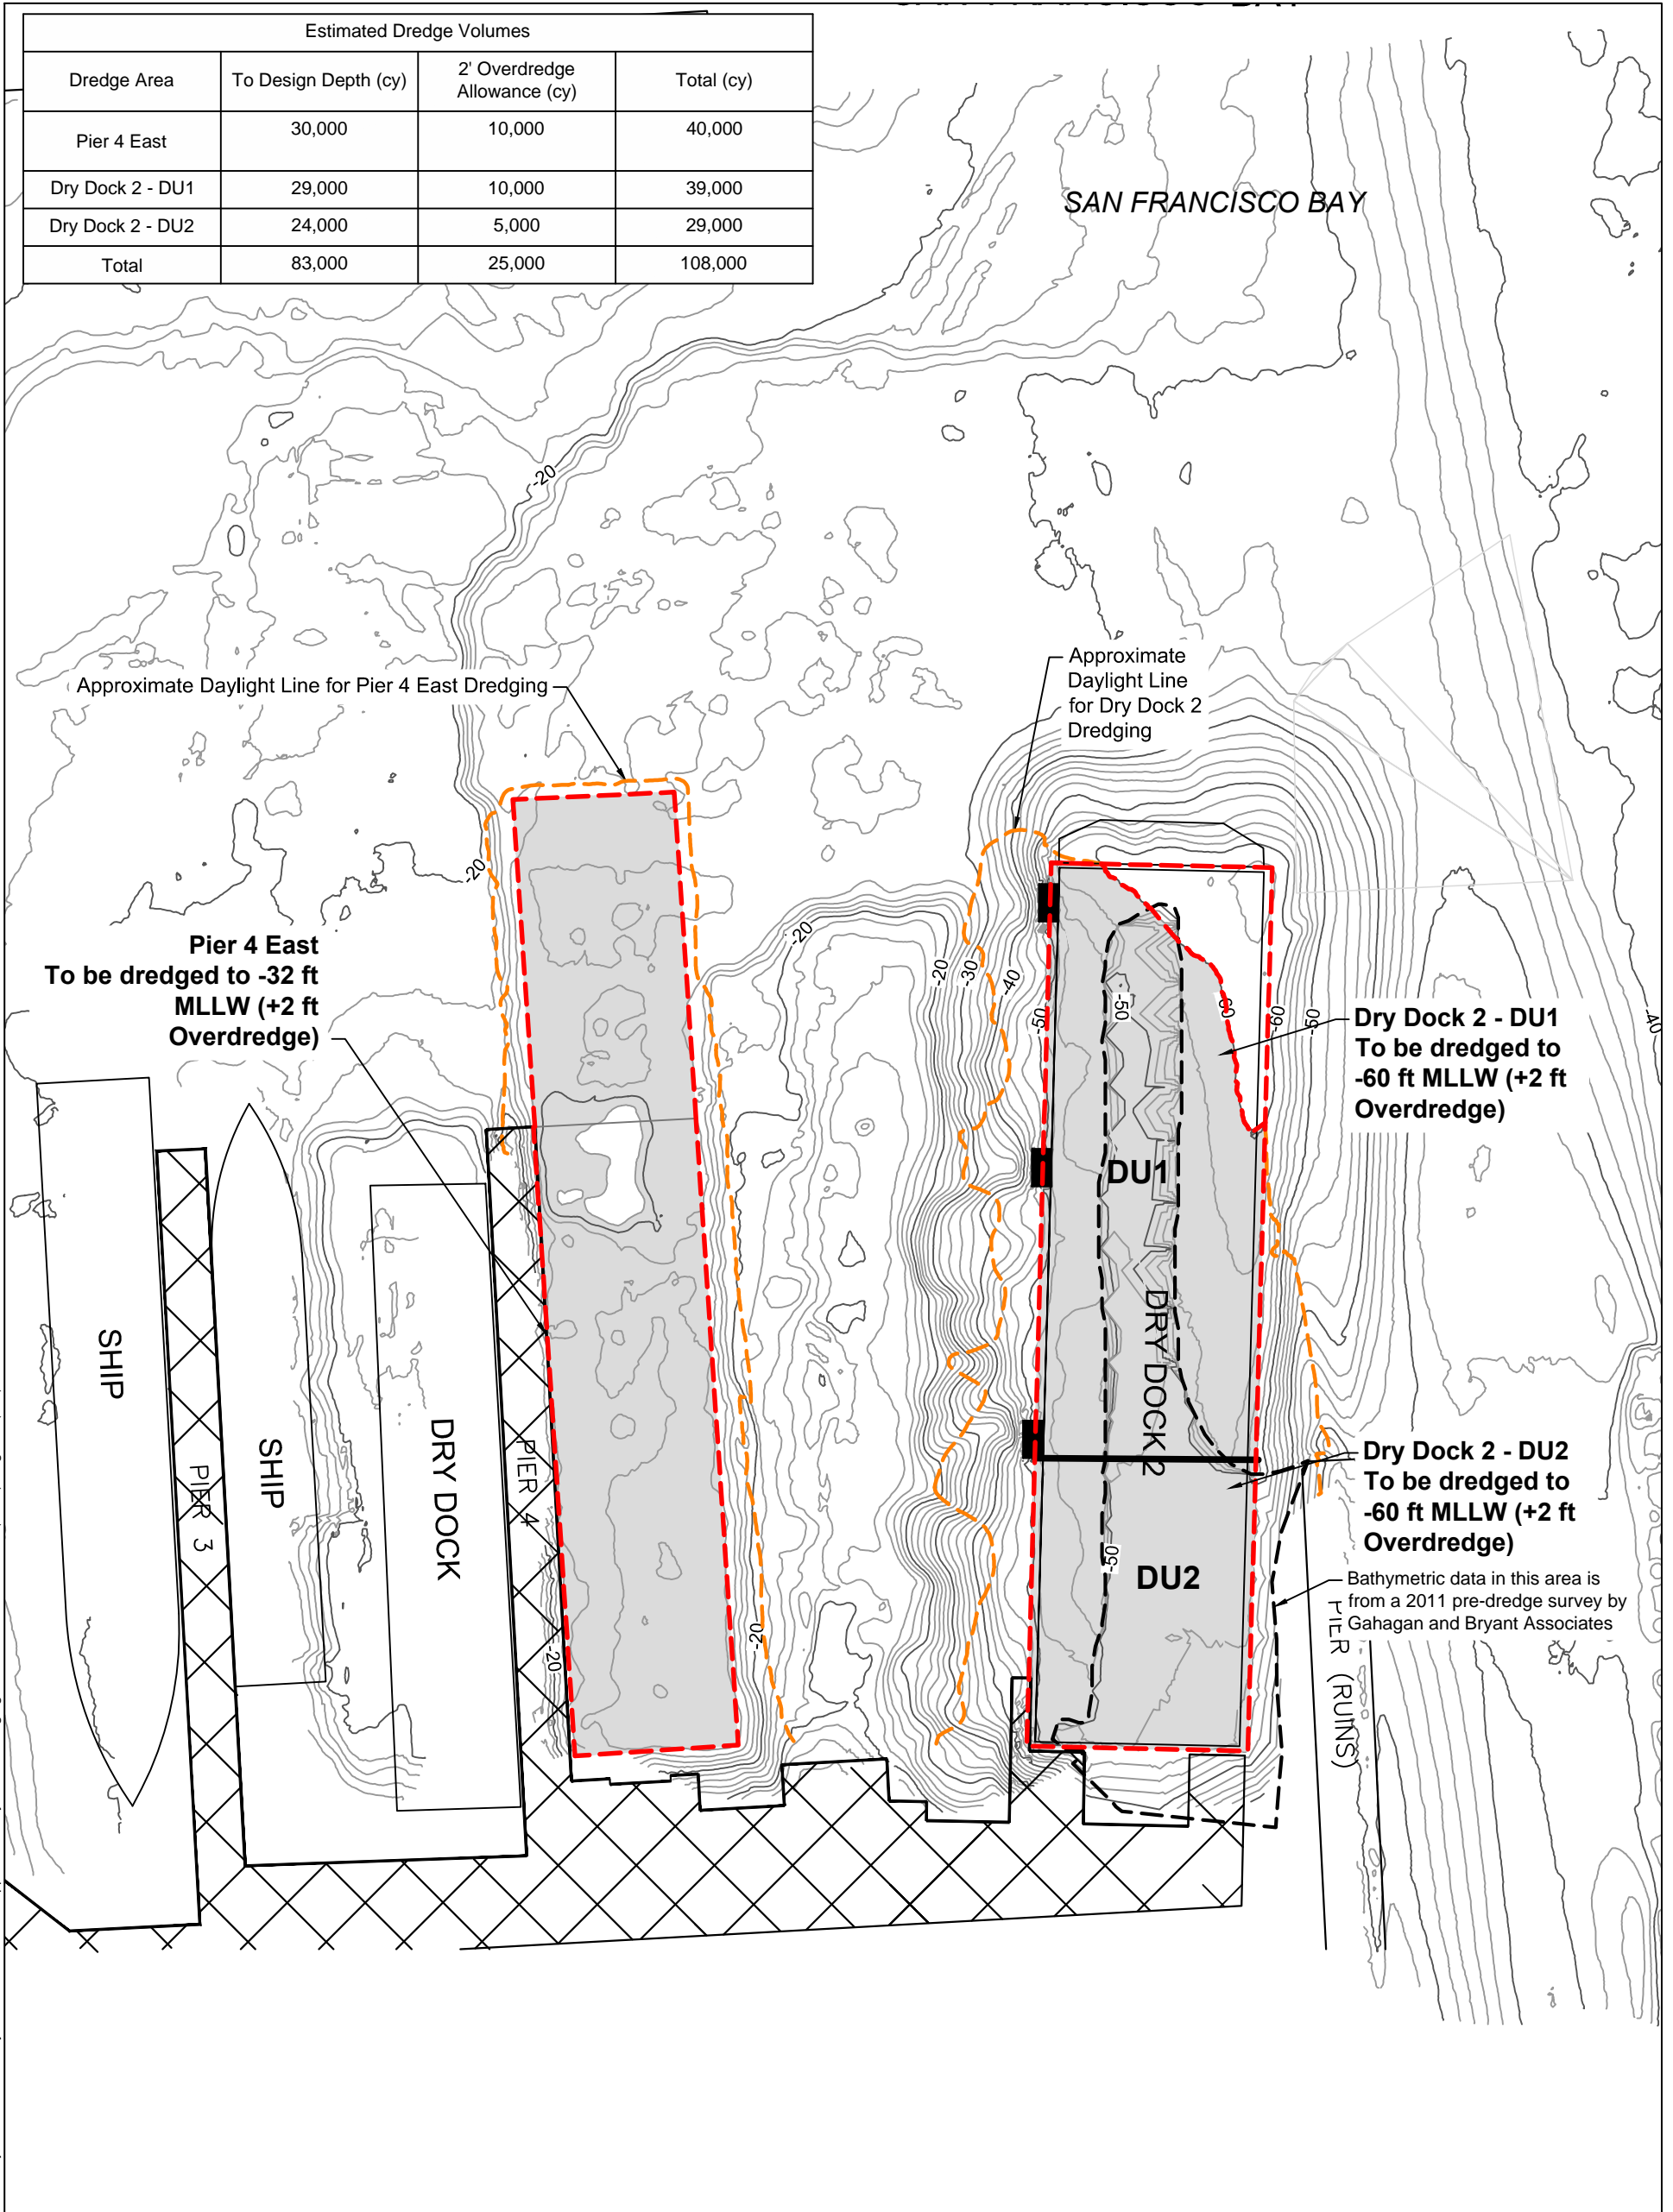 Estimated Dredge Volumes
Dredge Area
To Design Depth (cy)
2' Overdredge
Allowance (cy)
Total (cy)
Pier 4 East
30,000
10,000
40,000
Dry Dock 2 - DU1
29,000
10,000
39,000
Dry Dock 2 - DU2
24,000
5,000
29,000
Total
83,000
25,000
108,000
SAN FRANCISCO BAY
-20
Approximate Daylight Line for Pier 4 East Dredging
Approximate
Daylight Line
for Dry Dock 2
Dredging
-20
-20
Pier 4 East
To be dredged to -32 ft
MLLW (+2 ft
Overdredge)
-20
-30
-40
-50
-50
-60
-60
-50
-40
Dry Dock 2 - DU1
To be dredged to
-60 ft MLLW (+2 ft
Overdredge)
DU1
DRY DOCK 2
SHIP
PIER 3
SHIP
DRY DOCK
PIER 4
Dry Dock 2 - DU2
To be dredged to
-60 ft MLLW (+2 ft
Overdredge)
-50
DU2
Bathymetric data in this area is
from a 2011 pre-dredge survey by
Gahagan and Bryant Associates
PIER (RUINS)
-20
-20